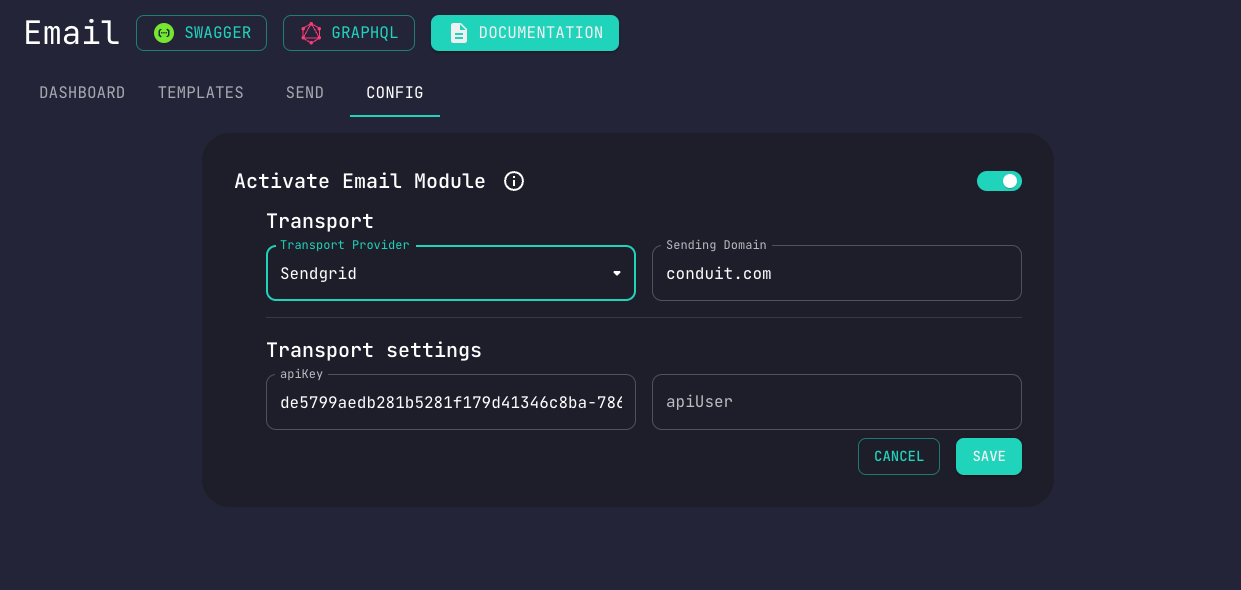 Email SWAGGER GRAPHQL DOCUMENTATION
DASHBOARD TEMPLATES SEND CONFIG
Activate Email Module
Transport
Transport Provider Sending Domain
Sendgrid conduit.com
Transport settings
apiKey
de5799aedb281b5281f179d41346c8ba-786 apiUser
CANCEL SAVE